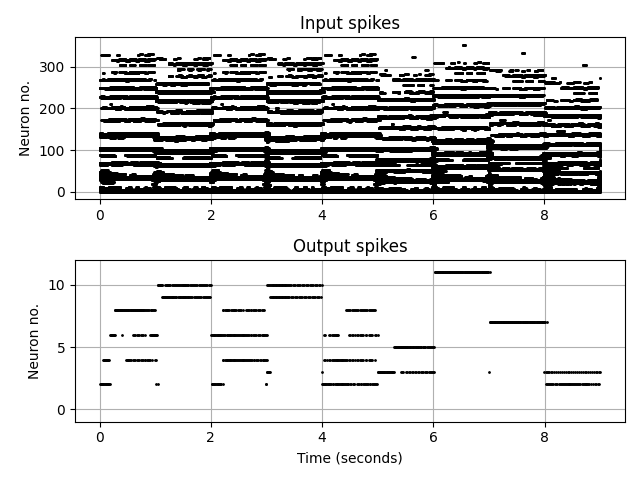 Input spikes
300
200
100
0
Neuron no.
0 2 4 6 8
Output spikes
10
5
0
Neuron no.
0 2 4 6 8
Time (seconds)